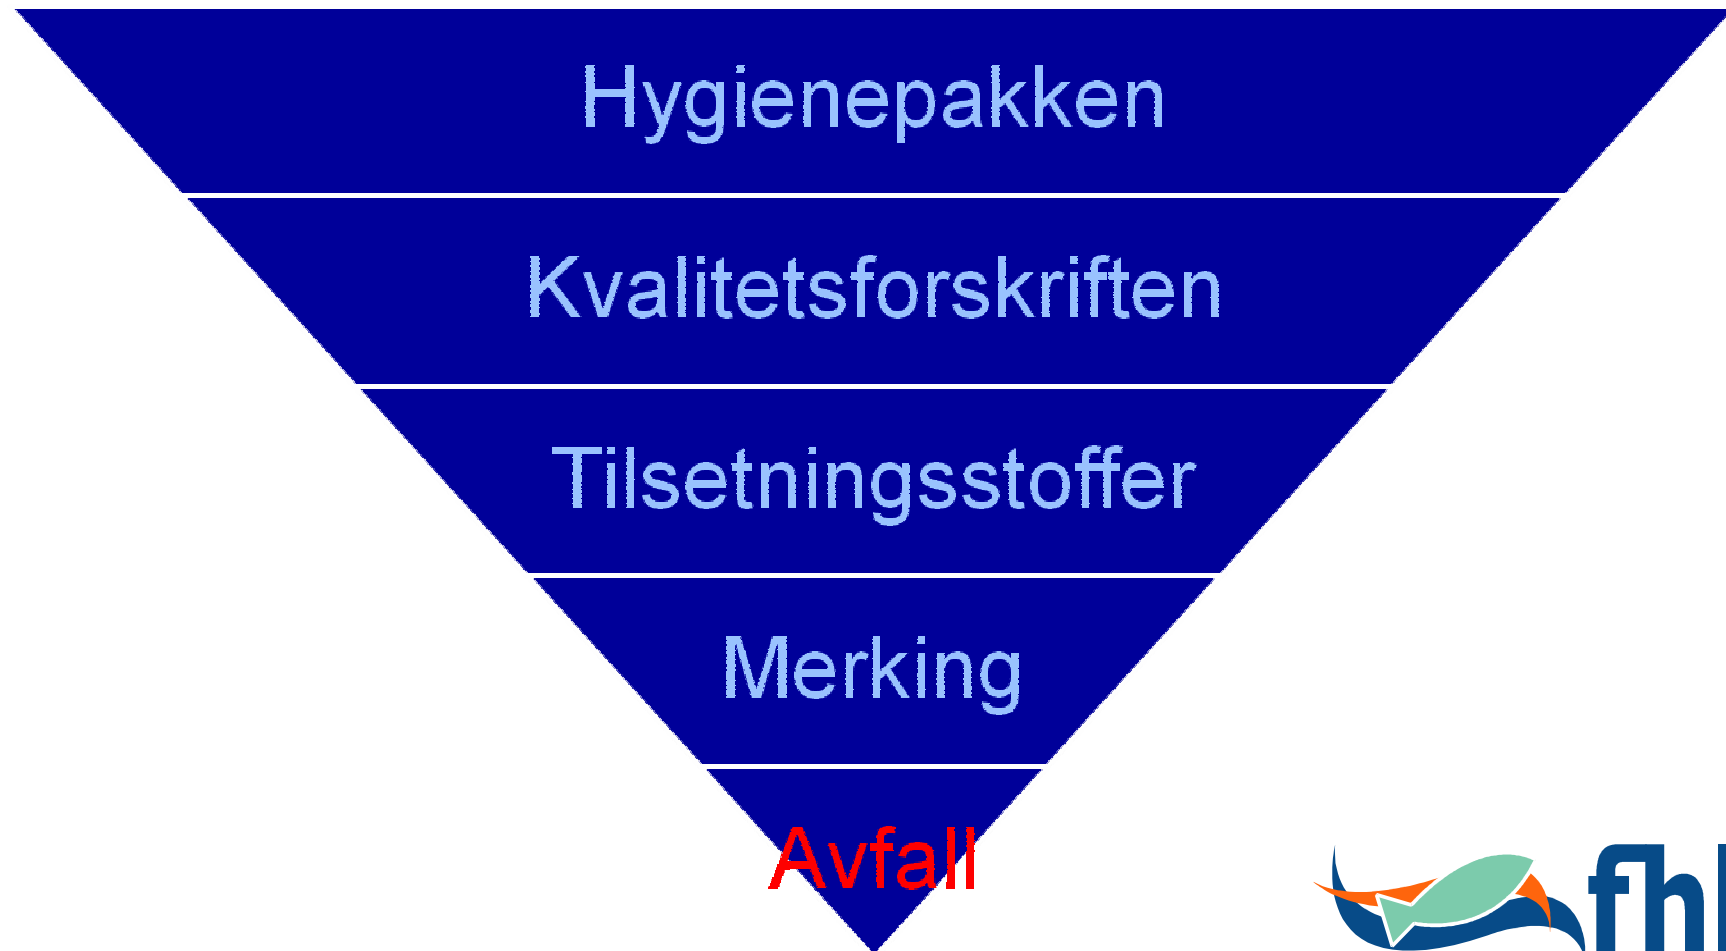 Hygienepakken
Kvalitetsforskriften
Tilsetningsstoffer
Merking
Avfall
fhl